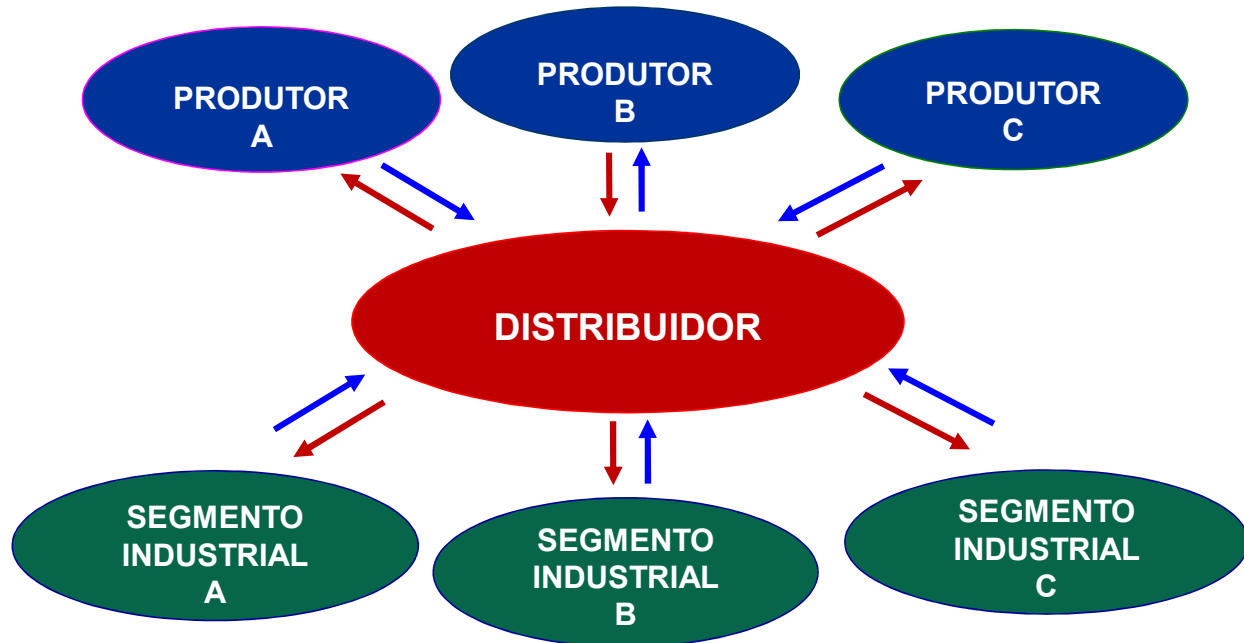 PRODUTOR
A
PRODUTOR
B
PRODUTOR
C
DISTRIBUIDOR
SEGMENTO
INDUSTRIAL
A
SEGMENTO
INDUSTRIAL
B
SEGMENTO
INDUSTRIAL
C